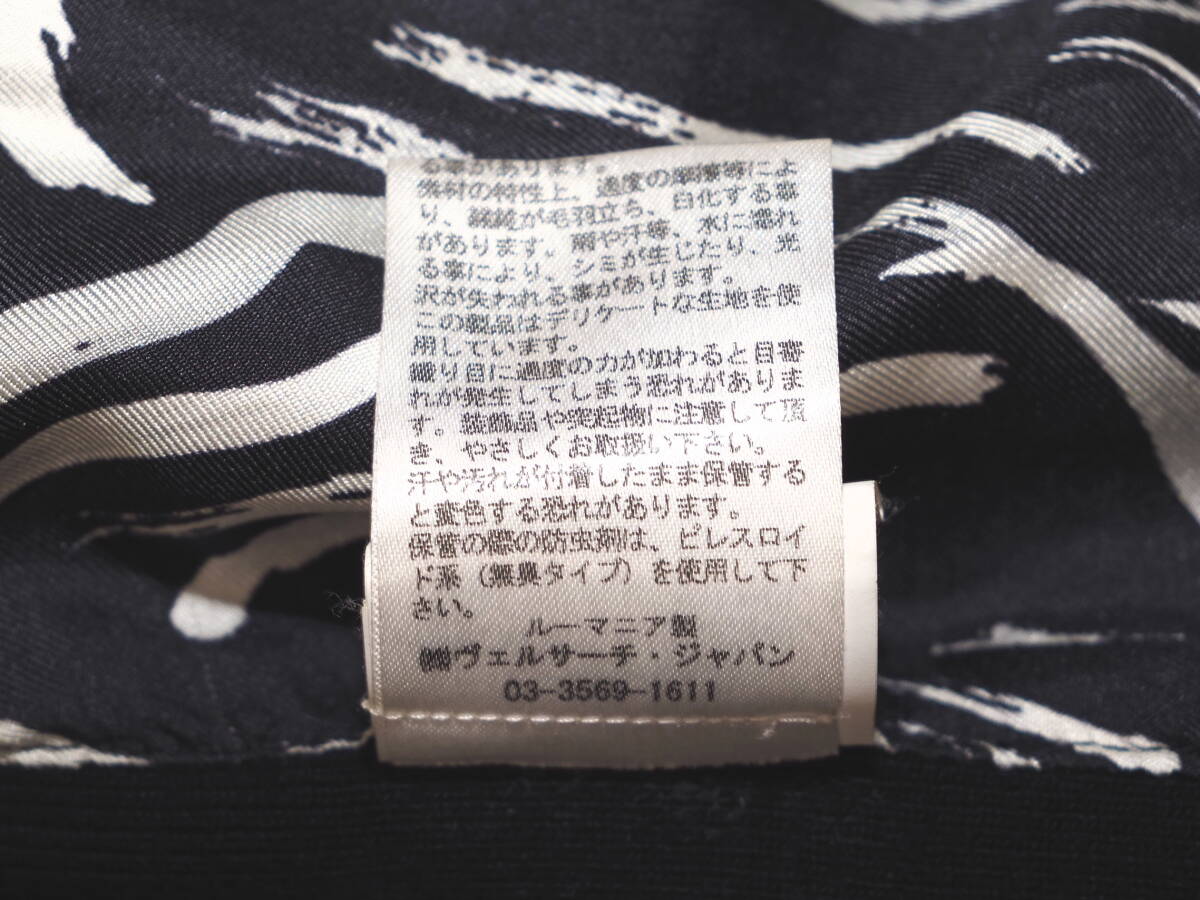 る事があります。
素材の特性上、過度の摩擦等によ
り、繊維が毛羽立ち、白化する事
があります。雨や汗等、水に濡れ
る事により、シミが生じたり、光
沢が失われる事があります。
この製品はデリケートな生地を使
用しています。
織り目に過度の力が加わると目寄
れが発生してしまう恐れがありま
す。装飾品や突起物に注意して頂
き、やさしくお取扱い下さい。
汗や汚れが付着したまま保管する
と変色する恐れがあります。
保管の際の防虫剤は、ピレスロイ
ド系（無臭タイプ）を使用して下
さい。
ルーマニア製
㈱ヴェルサーチ・ジャパン
03-3569-1611